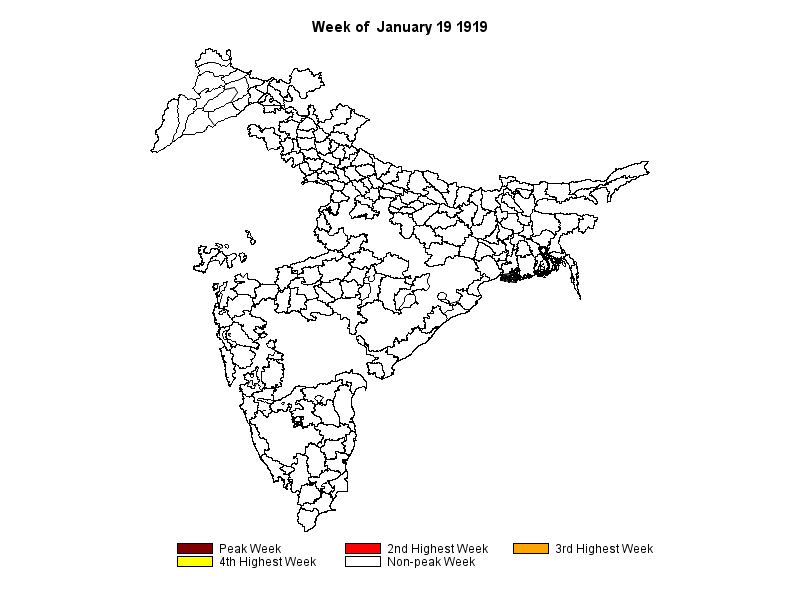 Week of January 19 1919
Peak Week 2nd Highest Week 3rd Highest Week
4th Highest Week Non-peak Week